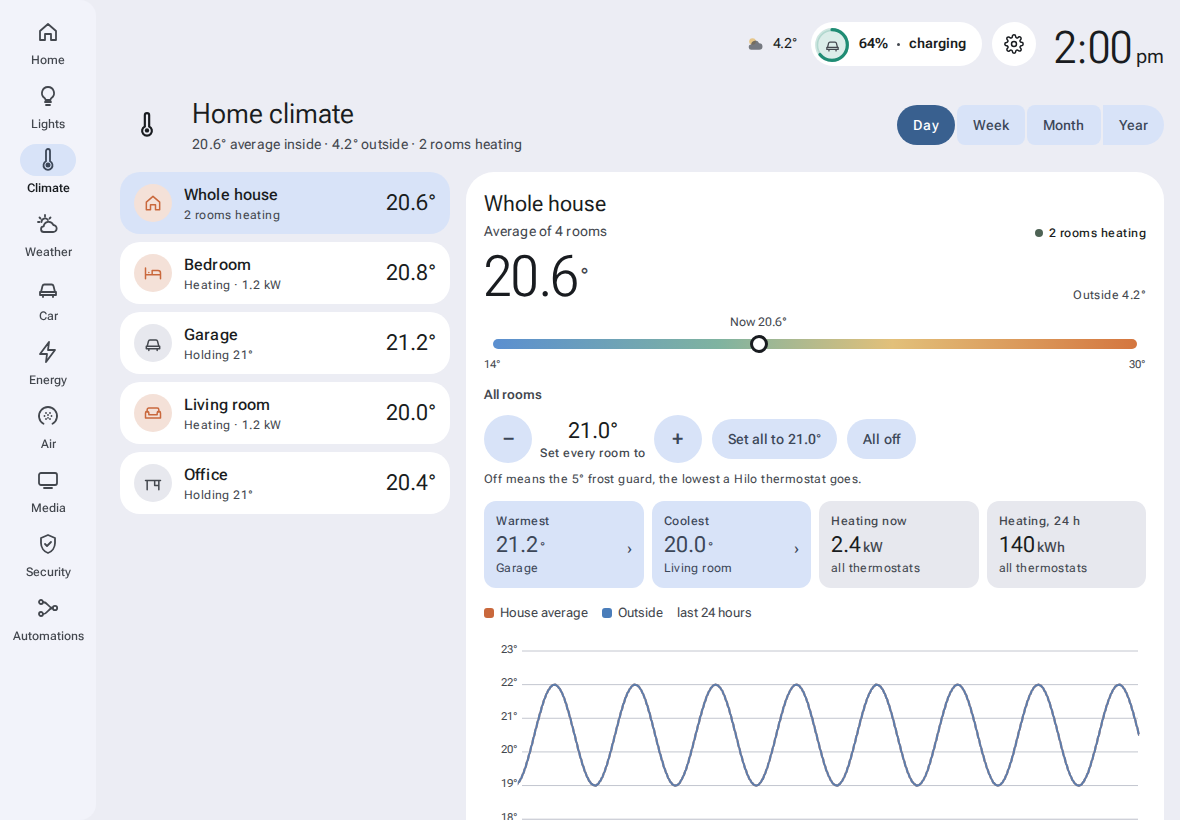 Home
Lights
Climate
Weather
Car
Energy
Air
Media
Security
Automations
4.2°
64% · charging
2:00 pm
Home climate
20.6° average inside · 4.2° outside · 2 rooms heating
Day
Week
Month
Year
Whole house
2 rooms heating
20.6°
Bedroom
Heating · 1.2 kW
20.8°
Garage
Holding 21°
21.2°
Living room
Heating · 1.2 kW
20.0°
Office
Holding 21°
20.4°
Whole house
Average of 4 rooms
2 rooms heating
20.6°
Outside 4.2°
Now 20.6°
14°
30°
All rooms
−
21.0°
Set every room to
+
Set all to 21.0°
All off
Off means the 5° frost guard, the lowest a Hilo thermostat goes.
Warmest
21.2°
Garage
›
Coolest
20.0°
Living room
›
Heating now
2.4 kW
all thermostats
Heating, 24 h
140 kWh
all thermostats
House average
Outside
last 24 hours
23°
22°
21°
20°
19°
18°